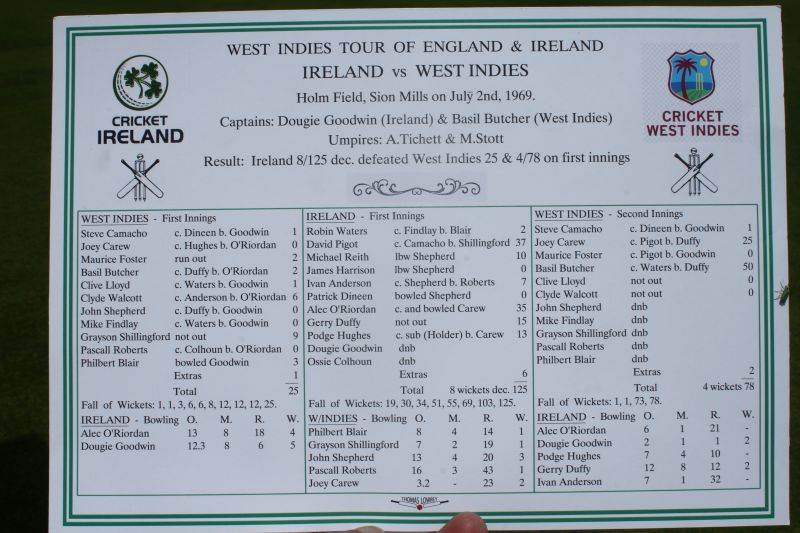 WEST INDIES TOUR OF ENGLAND & IRELAND
IRELAND vs WEST INDIES
Holm Field, Sion Mills on July 2nd, 1969.
Captains: Dougie Goodwin (Ireland) & Basil Butcher (West Indies)
Umpires: A.Tichett & M.Stott
Result: Ireland 8/125 dec. defeated West Indies 25 & 4/78 on first innings
CRICKET
IRELAND
CRICKET
WEST INDIES
WEST INDIES - First Innings
Steve Camacho c. Dineen b. Goodwin 1
Joey Carew c. Hughes b. O'Riordan 0
Maurice Foster run out 2
Basil Butcher c. Duffy b. O'Riordan 2
Clive Lloyd c. Waters b. Goodwin 1
Clyde Walcott c. Anderson b. O'Riordan 6
John Shepherd c. Duffy b. Goodwin 0
Mike Findlay c. Waters b. Goodwin 0
Grayson Shillingford not out 9
Pascall Roberts c. Colhoun b. O'Riordan 0
Philbert Blair bowled Goodwin 3
Extras 1
Total 25
Fall of Wickets: 1, 1, 3, 6, 6, 8, 12, 12, 12, 25.
IRELAND - Bowling O. M. R. W.
Alec O'Riordan 13 8 18 4
Dougie Goodwin 12.3 8 6 5
IRELAND - First Innings
Robin Waters c. Findlay b. Blair 2
David Pigot c. Camacho b. Shillingford 37
Michael Reith lbw Shepherd 10
James Harrison lbw Shepherd 0
Ivan Anderson c. Shepherd b. Roberts 7
Patrick Dineen bowled Shepherd 0
Alec O'Riordan c. and bowled Carew 35
Gerry Duffy not out 15
Podge Hughes c. sub (Holder) b. Carew 13
Dougie Goodwin dnb
Ossie Colhoun dnb
Extras 6
Total 8 wickets dec. 125
Fall of Wickets: 19, 30, 34, 51, 55, 69, 103, 125.
W/INDIES - Bowling O. M. R. W.
Philbert Blair 8 4 14 1
Grayson Shillingford 7 2 19 1
John Shepherd 13 4 20 3
Pascall Roberts 16 3 43 1
Joey Carew 3.2 - 23 2
WEST INDIES - Second Innings
Steve Camacho c. Dineen b. Goodwin 1
Joey Carew c. Pigot b. Duffy 25
Maurice Foster c. Pigot b. Goodwin 0
Basil Butcher c. Waters b. Duffy 50
Clive Lloyd not out 0
Clyde Walcott not out 0
John Shepherd dnb
Mike Findlay dnb
Grayson Shillingford dnb
Pascall Roberts dnb
Philbert Blair dnb
Extras 2
Total 4 wickets 78
Fall of Wickets: 1, 1, 73, 78.
IRELAND - Bowling O. M. R. W.
Alec O'Riordan 6 1 21 -
Dougie Goodwin 2 1 1 2
Podge Hughes 7 4 10 -
Gerry Duffy 12 8 12 2
Ivan Anderson 7 1 32 -
THOMAS LOWREY